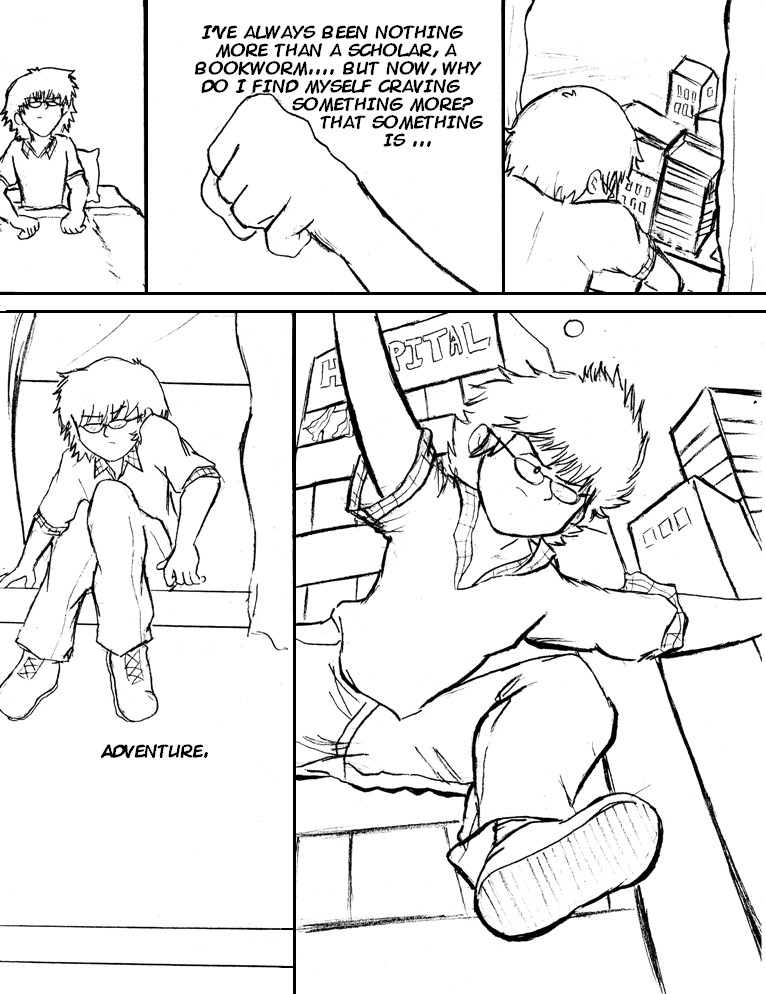 I'VE ALWAYS BEEN NOTHING
MORE THAN A SCHOLAR, A
BOOKWORM.... BUT NOW, WHY
DO I FIND MYSELF CRAVING
SOMETHING MORE?
THAT SOMETHING
IS ...
ADVENTURE.
H PITAL